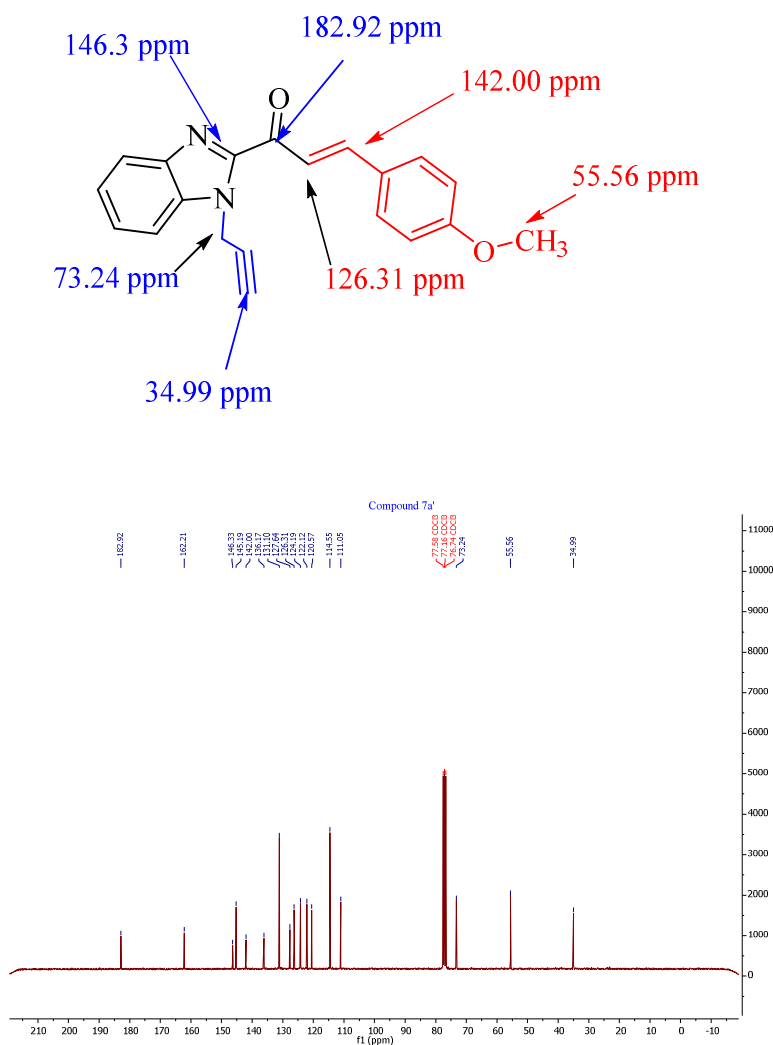 182.92 ppm
146.3 ppm
142.00 ppm
O
N
55.56 ppm
N
O CH3
73.24 ppm
126.31 ppm
34.99 ppm
Compound 7a'
182.92
162.21
146.33
145.19
142.00
136.17
131.10
127.64
126.31
124.19
122.12
120.57
114.55
111.05
77.58 CDCl3
77.16 CDCl3
76.74 CDCl3
73.24
55.56
34.99
11000
10000
9000
8000
7000
6000
5000
4000
3000
2000
1000
0
210 200 190 180 170 160 150 140 130 120 110 100 90 80 70 60 50 40 30 20 10 0 -10
f1 (ppm)